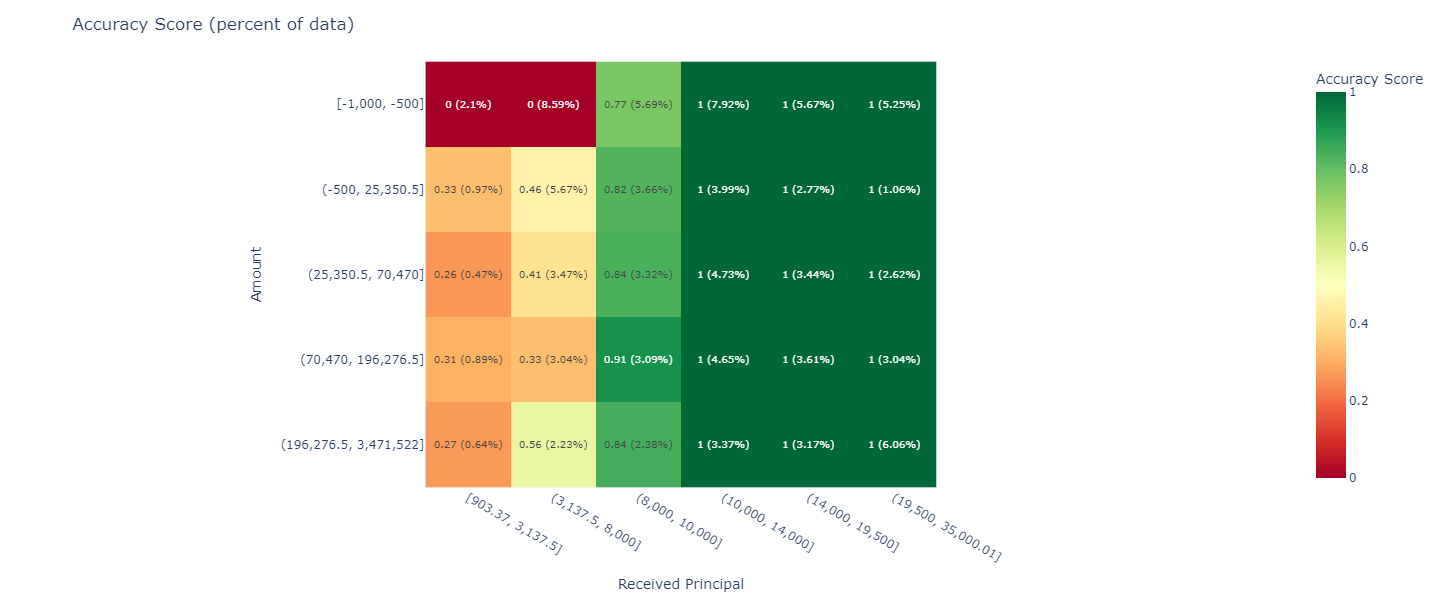 Accuracy Score (percent of data)
Accuracy Score
[-1,000, -500] 0 (2.1%) 0 (8.59%) 0.77 (5.69%) 1 (7.92%) 1 (5.67%) 1 (5.25%)
(-500, 25,350.5] 0.33 (0.97%) 0.46 (5.67%) 0.82 (3.66%) 1 (3.99%) 1 (2.77%) 1 (1.06%)
(25,350.5, 70,470] 0.26 (0.47%) 0.41 (3.47%) 0.84 (3.32%) 1 (4.73%) 1 (3.44%) 1 (2.62%)
(70,470, 196,276.5] 0.31 (0.89%) 0.33 (3.04%) 0.91 (3.09%) 1 (4.65%) 1 (3.61%) 1 (3.04%)
(196,276.5, 3,471,522] 0.27 (0.64%) 0.56 (2.23%) 0.84 (2.38%) 1 (3.37%) 1 (3.17%) 1 (6.06%)
Amount
[903.37, 3,137.5]
(3,137.5, 8,000]
(8,000, 10,000]
(10,000, 14,000]
(14,000, 19,500]
(19,500, 35,000.01]
Received Principal
1
0.8
0.6
0.4
0.2
0